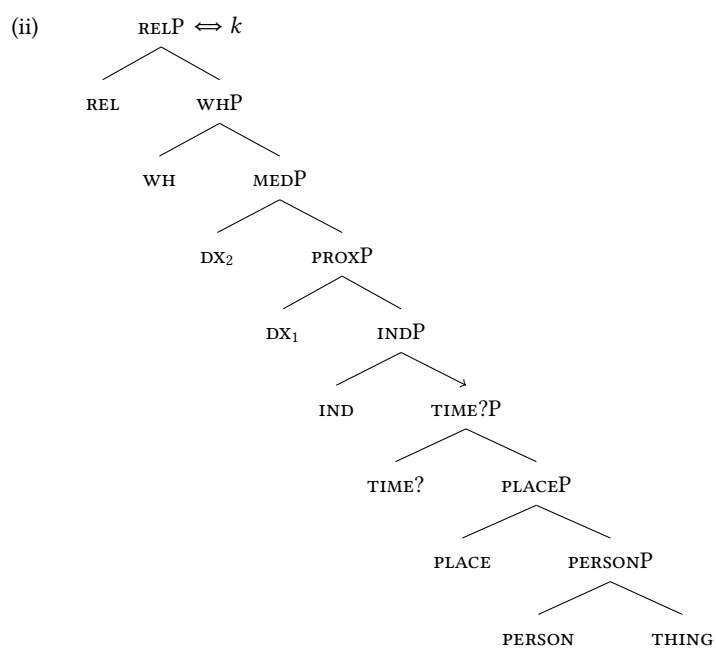 (ii) RELP ⇔ k
REL WHP
WH MEDP
DX₂ PROXP
DX₁ INDP
IND TIME?P
TIME? PLACEP
PLACE PERSONP
PERSON THING